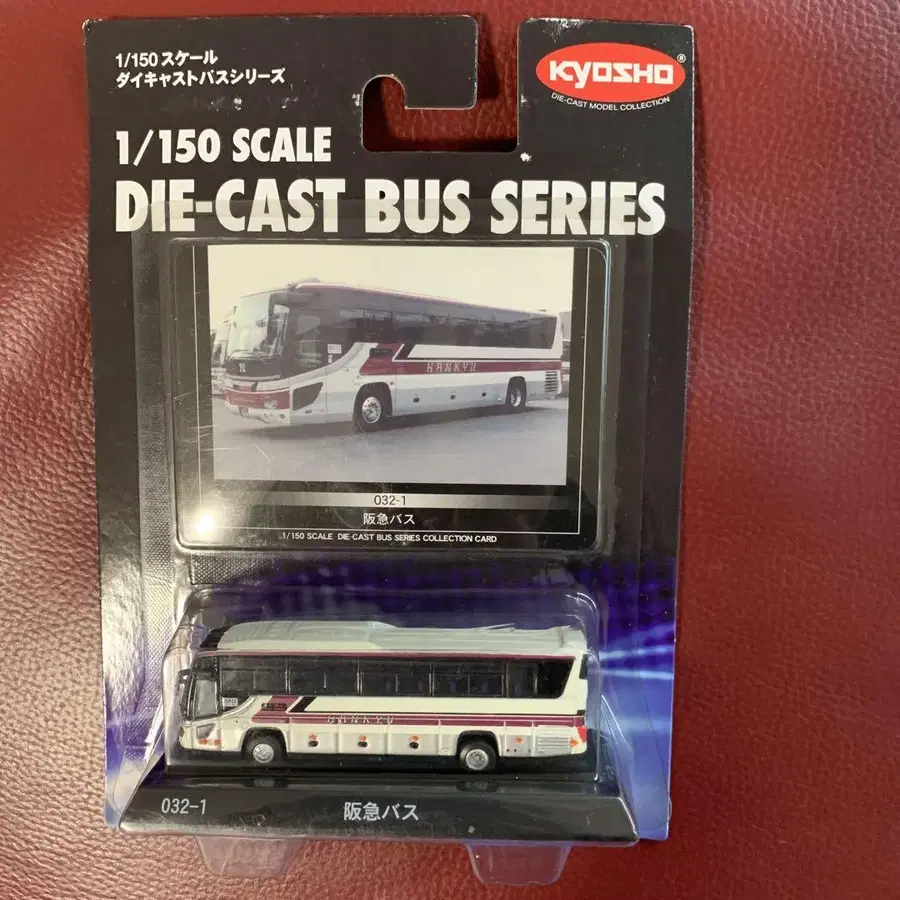 1/150 スケール
ダイキャストバスシリーズ
KYOSHO®
DIE-CAST MODEL COLLECTION
1/150 SCALE
DIE-CAST BUS SERIES
HANKYU
032-1
阪急バス
1/150 SCALE DIE-CAST BUS SERIES COLLECTION CARD
HANKYU
032-1
阪急バス